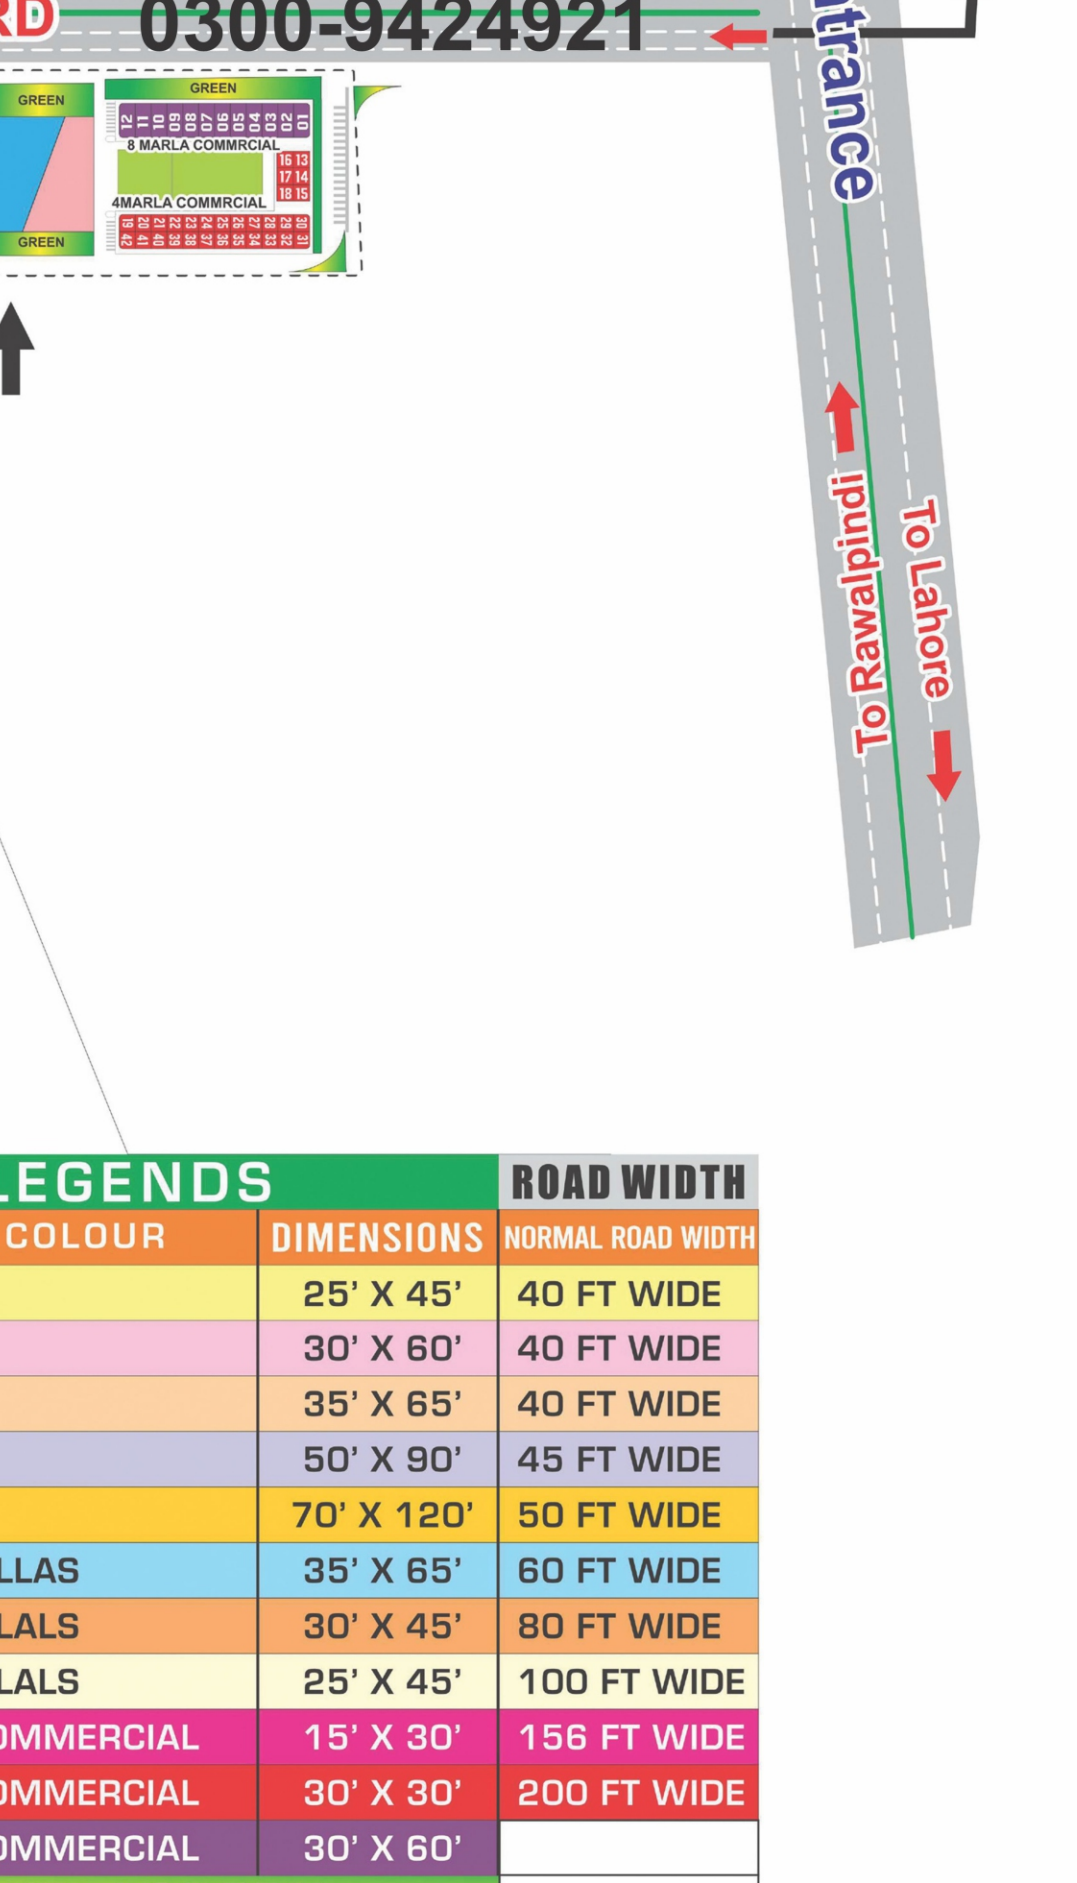 RD
0300-9424921
ntrance
GREEN
GREEN
GREEN
12 11 10 09 08 07 06 05 04 03 02 01
8 MARLA COMMRCIAL
16 13
17 14
18 15
4MARLA COMMRCIAL
19 20 21 22 23 24 25 26 27 28 29 30
42 41 40 39 38 37 36 35 34 33 32 31
To Rawalpindi
To Lahore
LEGENDS ROAD WIDTH
COLOUR DIMENSIONS NORMAL ROAD WIDTH
25’ X 45’ 40 FT WIDE
30’ X 60’ 40 FT WIDE
35’ X 65’ 40 FT WIDE
50’ X 90’ 45 FT WIDE
70’ X 120’ 50 FT WIDE
LLAS 35’ X 65’ 60 FT WIDE
LALS 30’ X 45’ 80 FT WIDE
LALS 25’ X 45’ 100 FT WIDE
OMMERCIAL 15’ X 30’ 156 FT WIDE
OMMERCIAL 30’ X 30’ 200 FT WIDE
OMMERCIAL 30’ X 60’